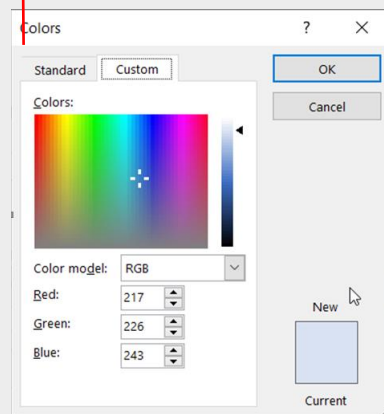 Colors ?
Standard Custom OK
Cancel
Colors:
Color model: RGB
Red: 217
Green: 226
Blue: 243
New
Current